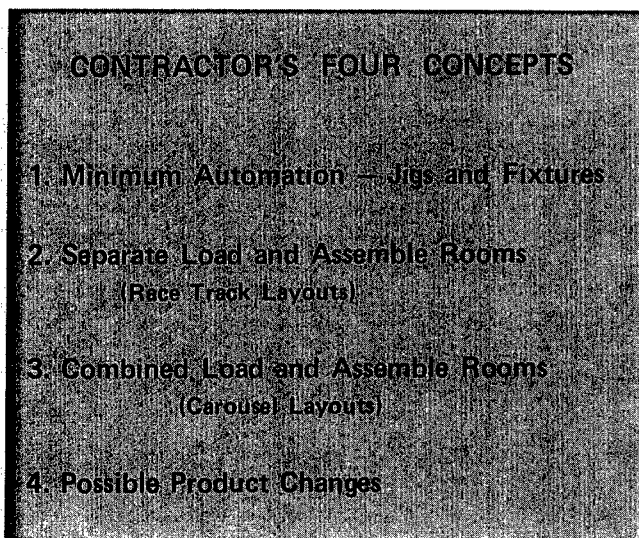 CONTRACTOR'S FOUR CONCEPTS
1. Minimum Automation — Jigs and Fixtures
2. Separate Load and Assemble Rooms
(Race Track Layouts)
3. Combined Load and Assemble Rooms
(Carousel Layouts)
4. Possible Product Changes